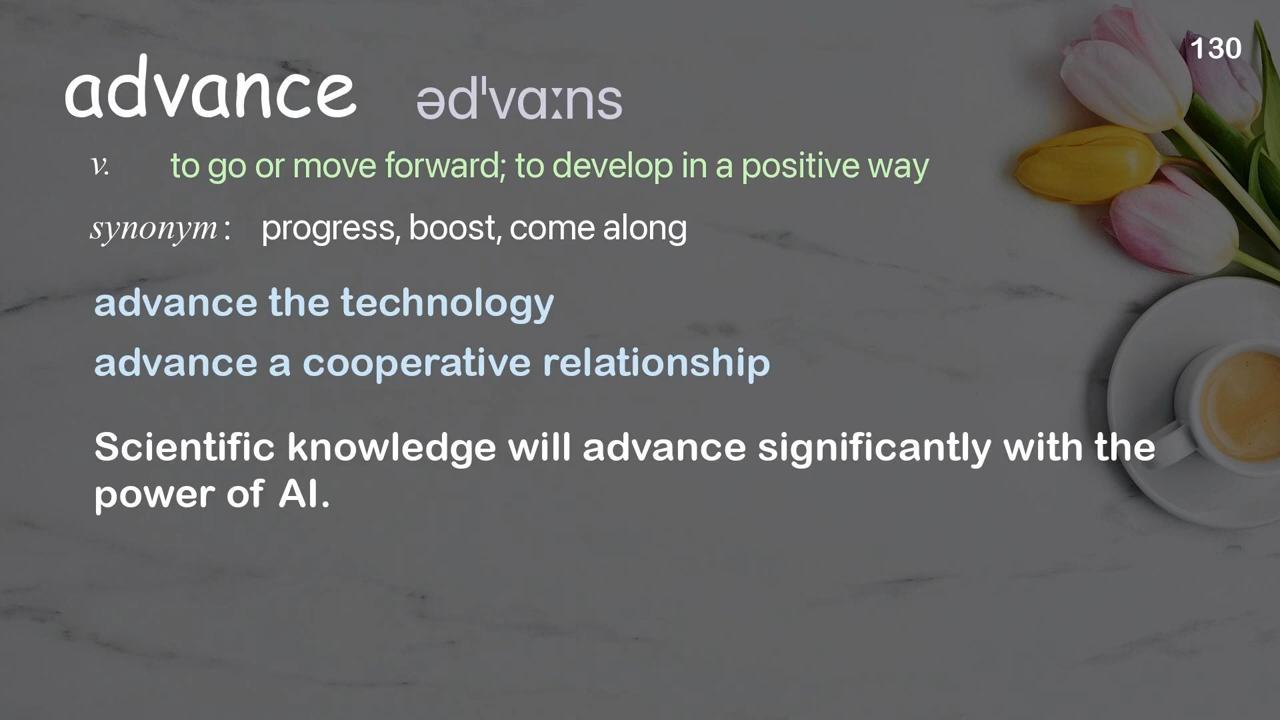 130
advance ədˈvɑːns
v. to go or move forward; to develop in a positive way
synonym: progress, boost, come along
advance the technology
advance a cooperative relationship
Scientific knowledge will advance significantly with the
power of AI.